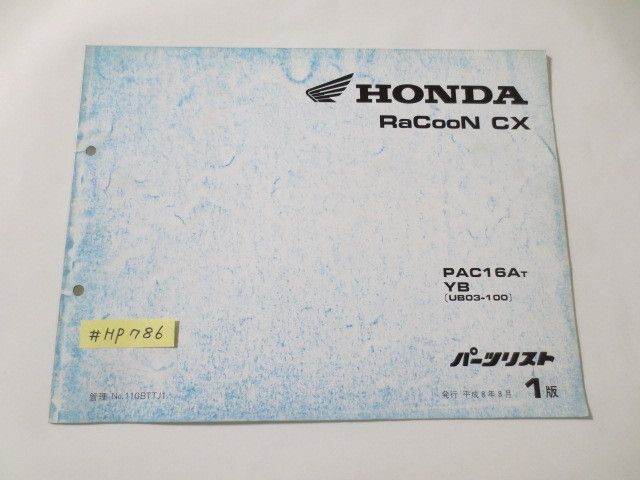 HONDA
RaCooN CX
PAC16AT
YB
[UB03-100]
#HP786
パーツリスト
管理 No.11GBTTJ1
発行 平成8年8月 1版